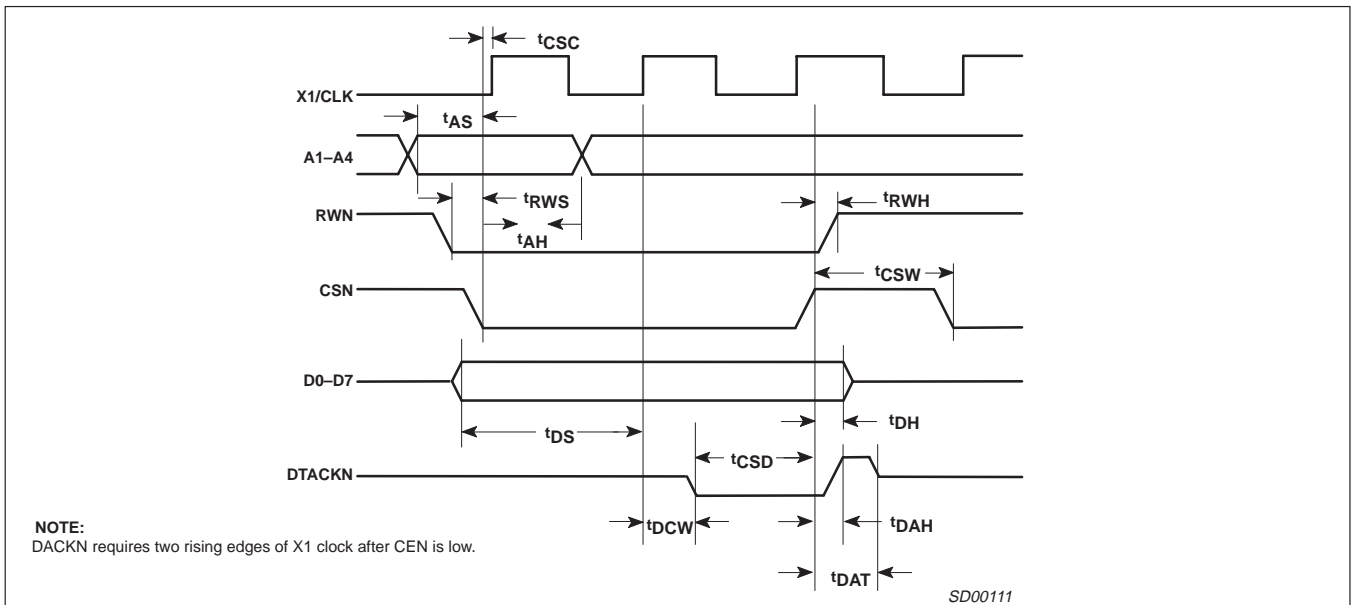 tCSC
X1/CLK
tAS
A1–A4
tRWS
tRWH
RWN
tAH
tCSW
CSN
D0–D7
tDH
tDS
tCSD
DTACKN
tDCW
tDAH
NOTE:
DACKN requires two rising edges of X1 clock after CEN is low.
tDAT
SD00111